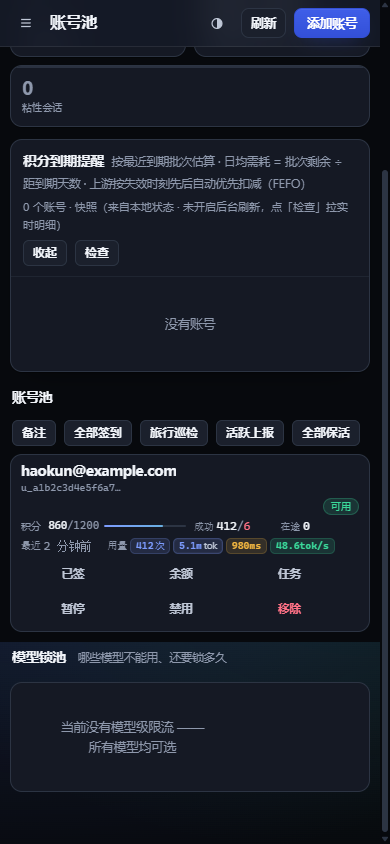 账号池
刷新
添加账号
0
粘性会话
积分到期提醒 按最近到期批次估算 · 日均需耗 = 批次剩余 ÷
距到期天数 · 上游按失效时刻先后自动优先扣减（FEFO）
0 个账号 · 快照（来自本地状态 · 未开启后台刷新，点「检查」拉实
时明细）
收起 检查
没有账号
账号池
备注 全部签到 旅行巡检 活跃上报 全部保活
haokun@example.com
u_a1b2c3d4e5f6a7…
可用
积分 860/1200 成功 412/6 在途 0
最近 2 分钟前 用量 412 次 5.1m tok 980ms 48.6tok/s
已签 余额 任务
暂停 禁用 移除
模型锁池 哪些模型不能用、还要锁多久
当前没有模型级限流 ——
所有模型均可选